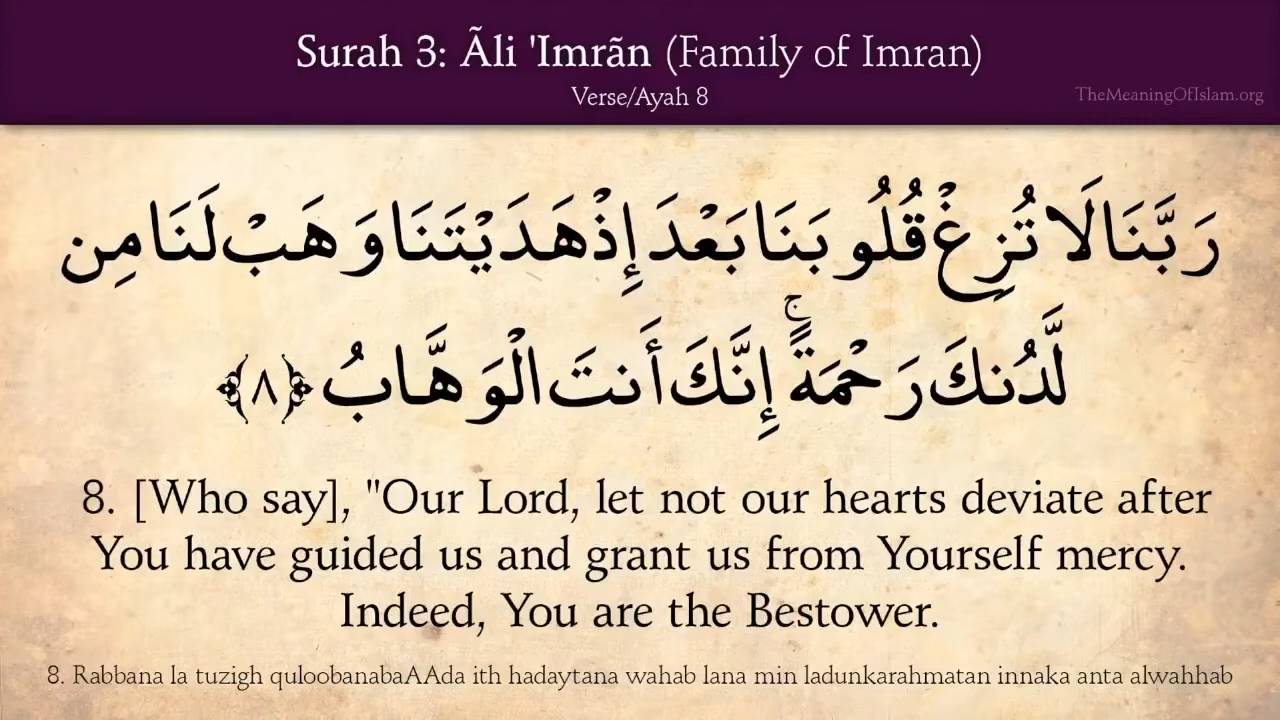 Surah 3: Ãli 'Imrãn (Family of Imran)
Verse/Ayah 8
TheMeaningOfIslam.org
رَبَّنَا لَا تُزِغْ قُلُوبَنَا بَعْدَ إِذْ هَدَيْتَنَا وَهَبْ لَنَا مِن
لَّدُنكَ رَحْمَةً ۚ إِنَّكَ أَنتَ الْوَهَّابُ ﴿٨﴾
8. [Who say], "Our Lord, let not our hearts deviate after
You have guided us and grant us from Yourself mercy.
Indeed, You are the Bestower.
8. Rabbana la tuzigh quloobanabaAAda ith hadaytana wahab lana min ladunkarahmatan innaka anta alwahhab